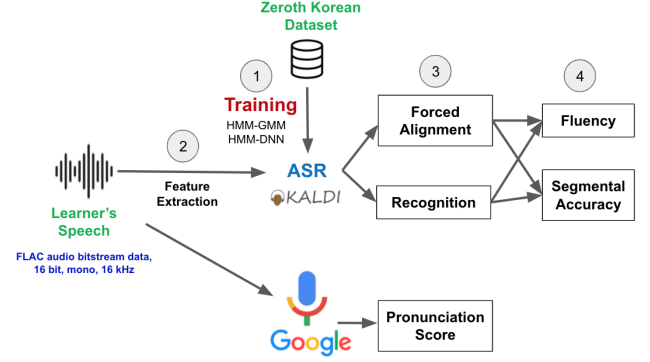 Zeroth Korean
Dataset
1
Training
HMM-GMM
HMM-DNN
2
Feature
Extraction
ASR
KALDI
3
Forced
Alignment
Recognition
4
Fluency
Segmental
Accuracy
Learner's
Speech
FLAC audio bitstream data,
16 bit, mono, 16 kHz
Google
Pronunciation
Score